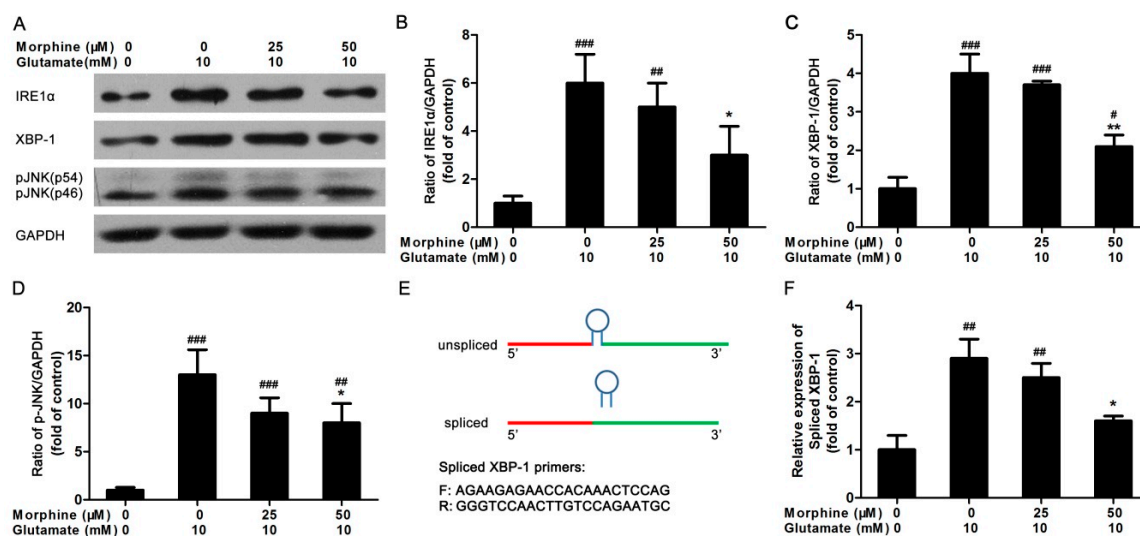 A
Morphine (µM) 0 0 25 50
Glutamate(mM) 0 10 10 10
IRE1α
XBP-1
pJNK(p54)
pJNK(p46)
GAPDH
B
Ratio of IRE1α/GAPDH
(fold of control)
8
6
4
2
0
###
##
*
Morphine (µM) 0 0 25 50
Glutamate (mM) 0 10 10 10
C
Ratio of XBP-1/GAPDH
(fold of control)
5
4
3
2
1
0
###
###
#
**
Morphine (µM) 0 0 25 50
Glutamate (mM) 0 10 10 10
D
Ratio of p-JNK/GAPDH
(fold of control)
20
15
10
5
0
###
###
##
*
Morphine (µM) 0 0 25 50
Glutamate (mM) 0 10 10 10
E
unspliced
5’ 3’
spliced
5’ 3’
Spliced XBP-1 primers:
F: AGAAGAGAACCACAAACTCCAG
R: GGGTCCAACTTGTCCAGAATGC
F
Relative expression of
Spliced XBP-1
(fold of control)
4
3
2
1
0
##
##
*
Morphine (µM) 0 0 25 50
Glutamate (mM) 0 10 10 10